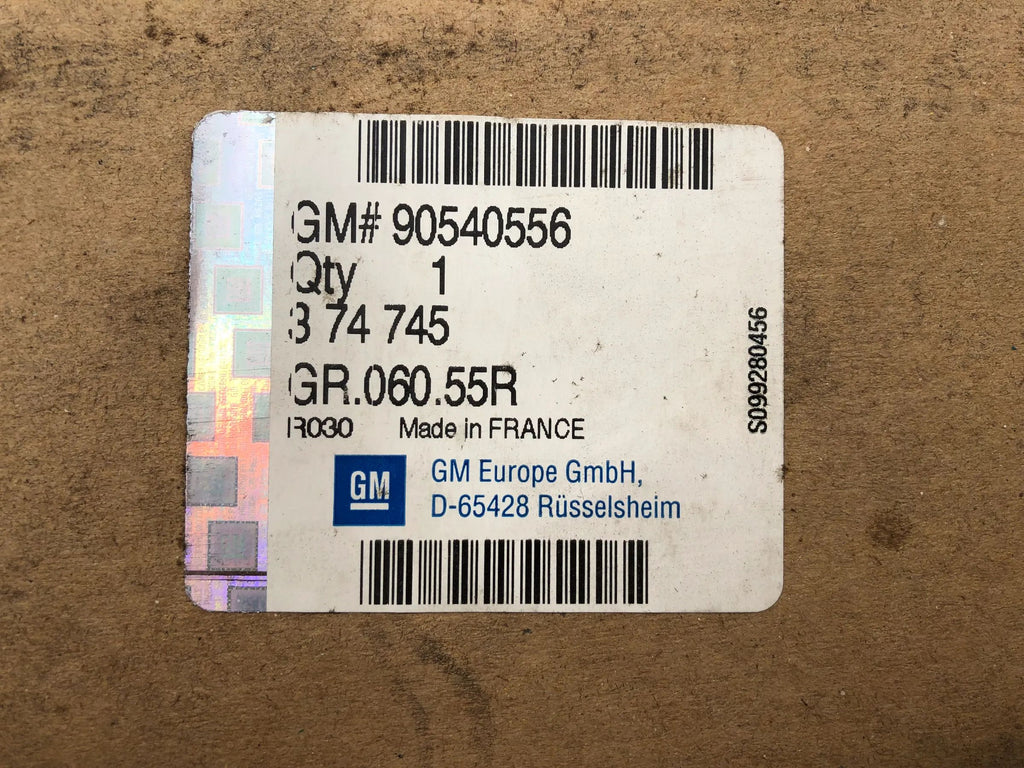 GM# 90540556
Qty 1
3 74 745
GR.060.55R
IR030 Made in FRANCE
GM
GM Europe GmbH,
D-65428 Rüsselsheim
S099280456